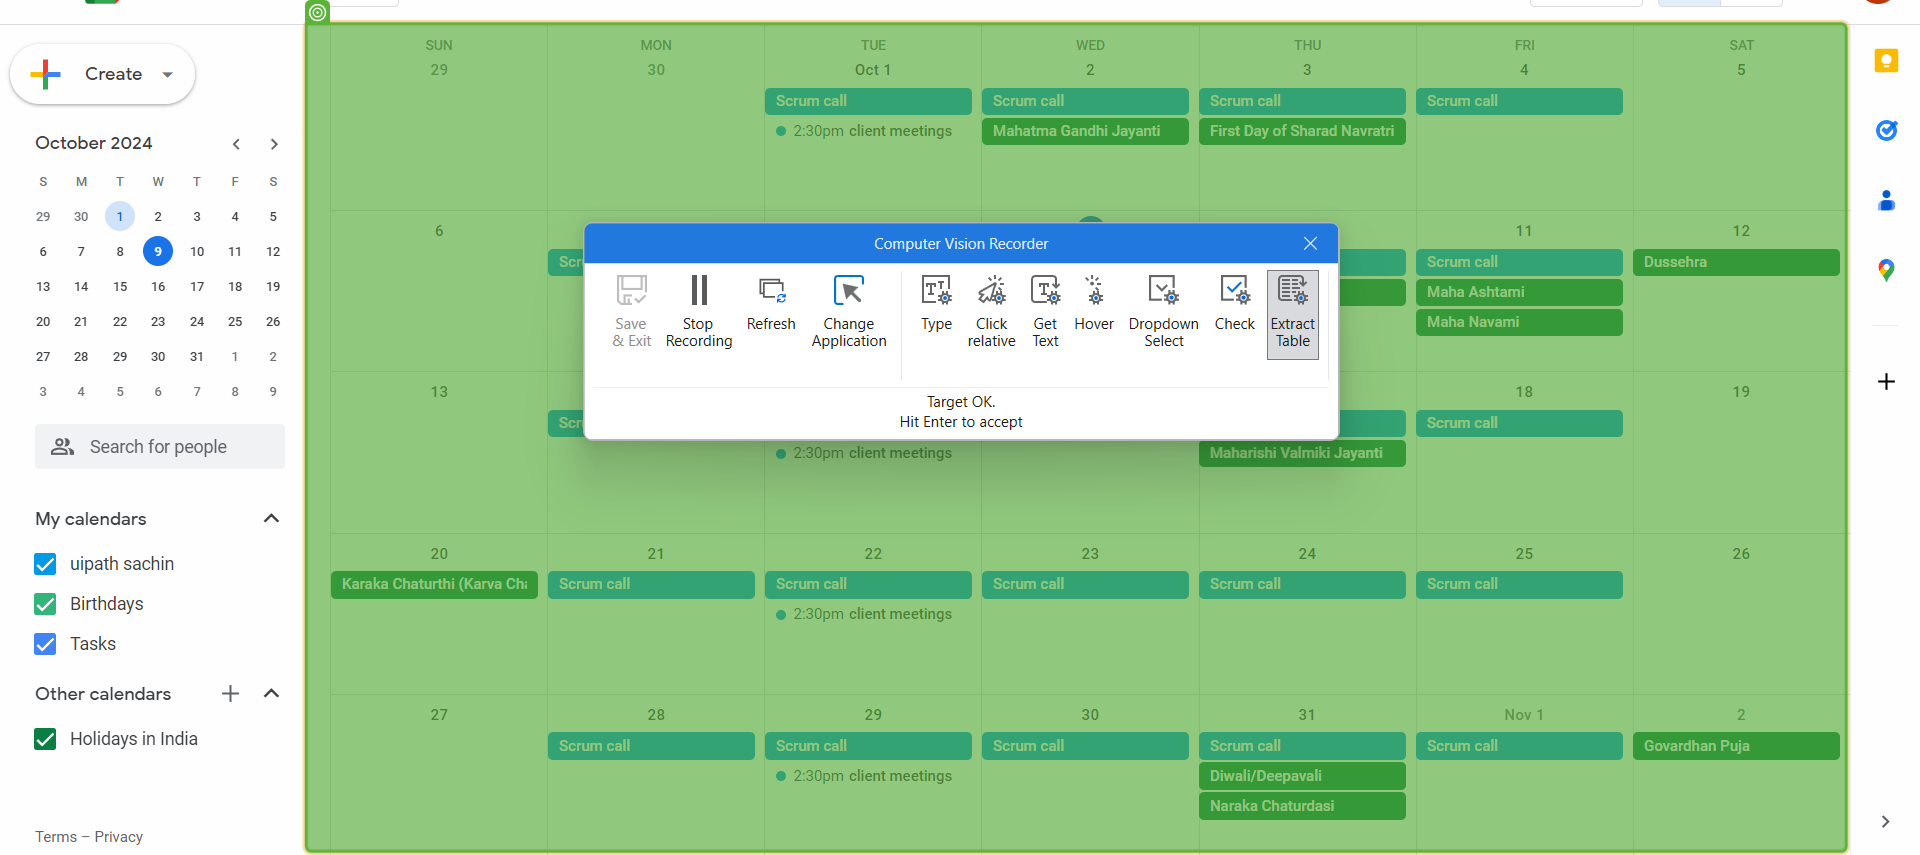 Create
October 2024
S M T W T F S
29 30 1 2 3 4 5
6 7 8 9 10 11 12
13 14 15 16 17 18 19
20 21 22 23 24 25 26
27 28 29 30 31 1 2
3 4 5 6 7 8 9
Search for people
My calendars
uipath sachin
Birthdays
Tasks
Other calendars
Holidays in India
Terms – Privacy
SUN MON TUE WED THU FRI SAT
29 30 Oct 1 2 3 4 5
Scrum call Scrum call Scrum call Scrum call
2:30pm client meetings Mahatma Gandhi Jayanti First Day of Sharad Navratri
Computer Vision Recorder
Save & Exit
Stop Recording
Refresh
Change Application
Type
Click relative
Get Text
Hover
Dropdown Select
Check
Extract Table
Target OK.
Hit Enter to accept
6 11 12
Scr Scrum call Dussehra
Maha Ashtami
Maha Navami
13 18 19
Scr Scrum call
2:30pm client meetings Maharishi Valmiki Jayanti
20 21 22 23 24 25 26
Karaka Chaturthi (Karva Cha Scrum call Scrum call Scrum call Scrum call Scrum call
2:30pm client meetings
27 28 29 30 31 Nov 1 2
Scrum call Scrum call Scrum call Scrum call Scrum call Govardhan Puja
2:30pm client meetings Diwali/Deepavali
Naraka Chaturdasi